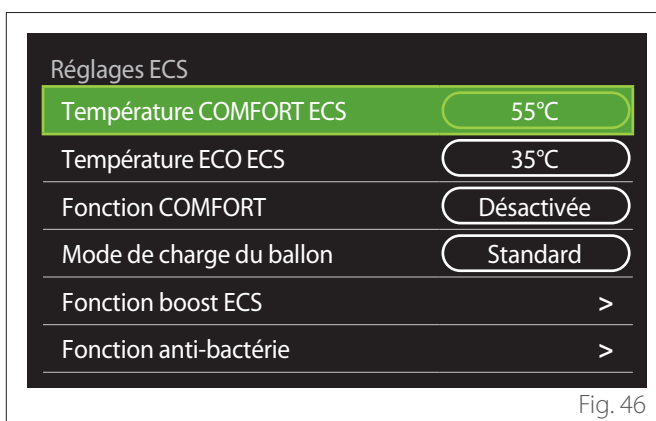 Réglages ECS
Température COMFORT ECS 55°C
Température ECO ECS 35°C
Fonction COMFORT Désactivée
Mode de charge du ballon Standard
Fonction boost ECS >
Fonction anti-bactérie >
Fig. 46